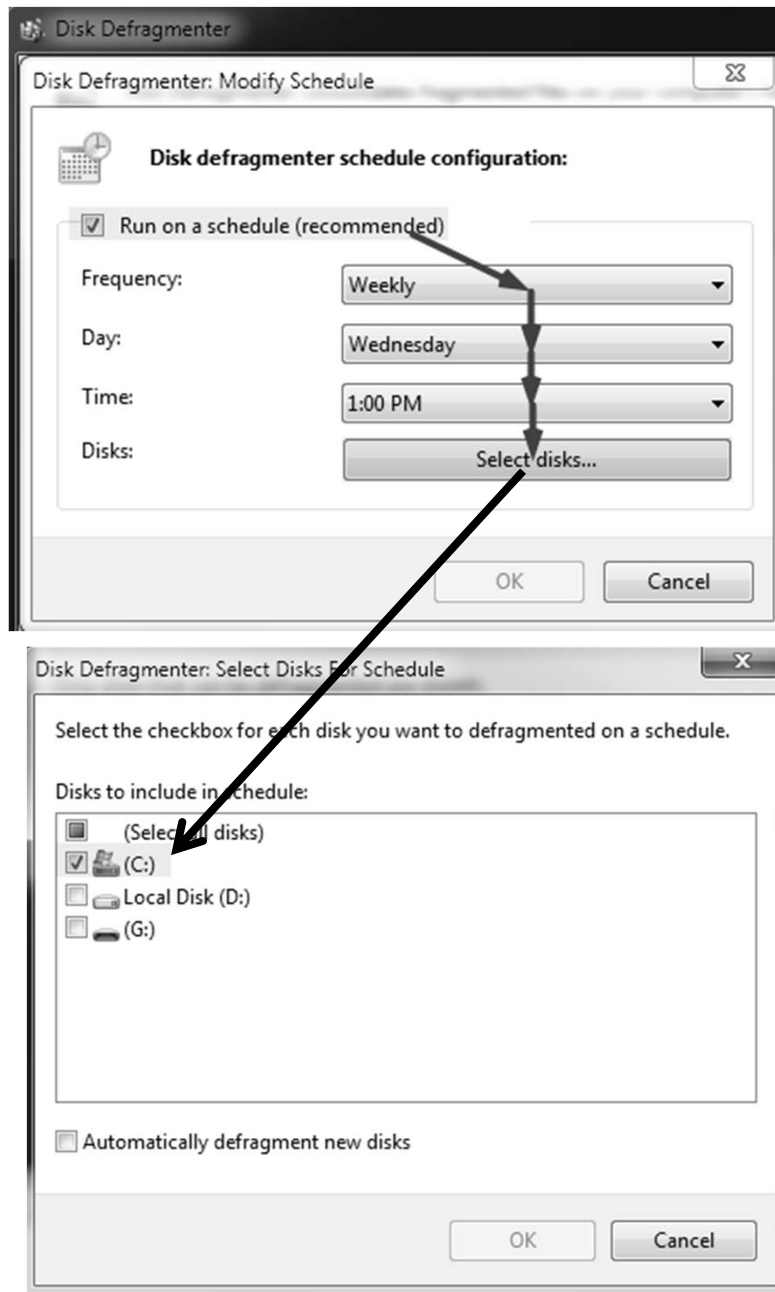 Disk Defragmenter
Disk Defragmenter: Modify Schedule
Disk defragmenter schedule configuration:
Run on a schedule (recommended)
Frequency: Weekly
Day: Wednesday
Time: 1:00 PM
Disks: Select disks...
OK Cancel
Disk Defragmenter: Select Disks For Schedule
Select the checkbox for each disk you want to defragmented on a schedule.
Disks to include in schedule:
(Select all disks)
(C:)
Local Disk (D:)
(G:)
Automatically defragment new disks
OK Cancel